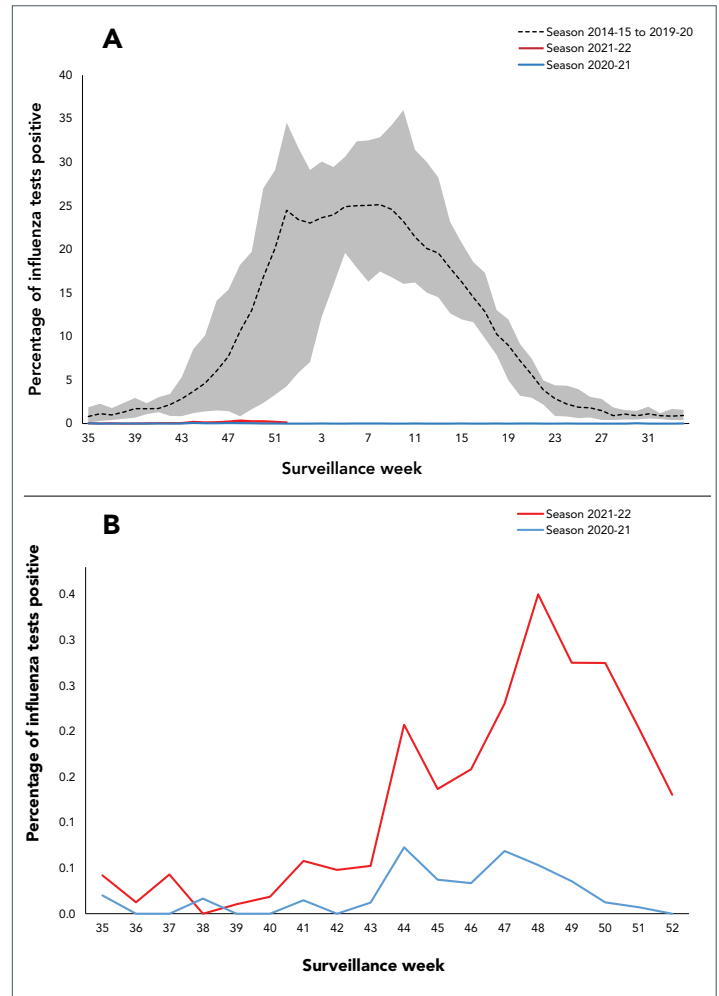 A
Season 2014-15 to 2019-20
Season 2021-22
Season 2020-21
Percentage of influenza tests positive
40
35
30
25
20
15
10
5
0
35 39 43 47 51 3 7 11 15 19 23 27 31
Surveillance week
B
Season 2021-22
Season 2020-21
Percentage of influenza tests positive
0.4
0.3
0.3
0.2
0.2
0.1
0.1
0.0
35 36 37 38 39 40 41 42 43 44 45 46 47 48 49 50 51 52
Surveillance week